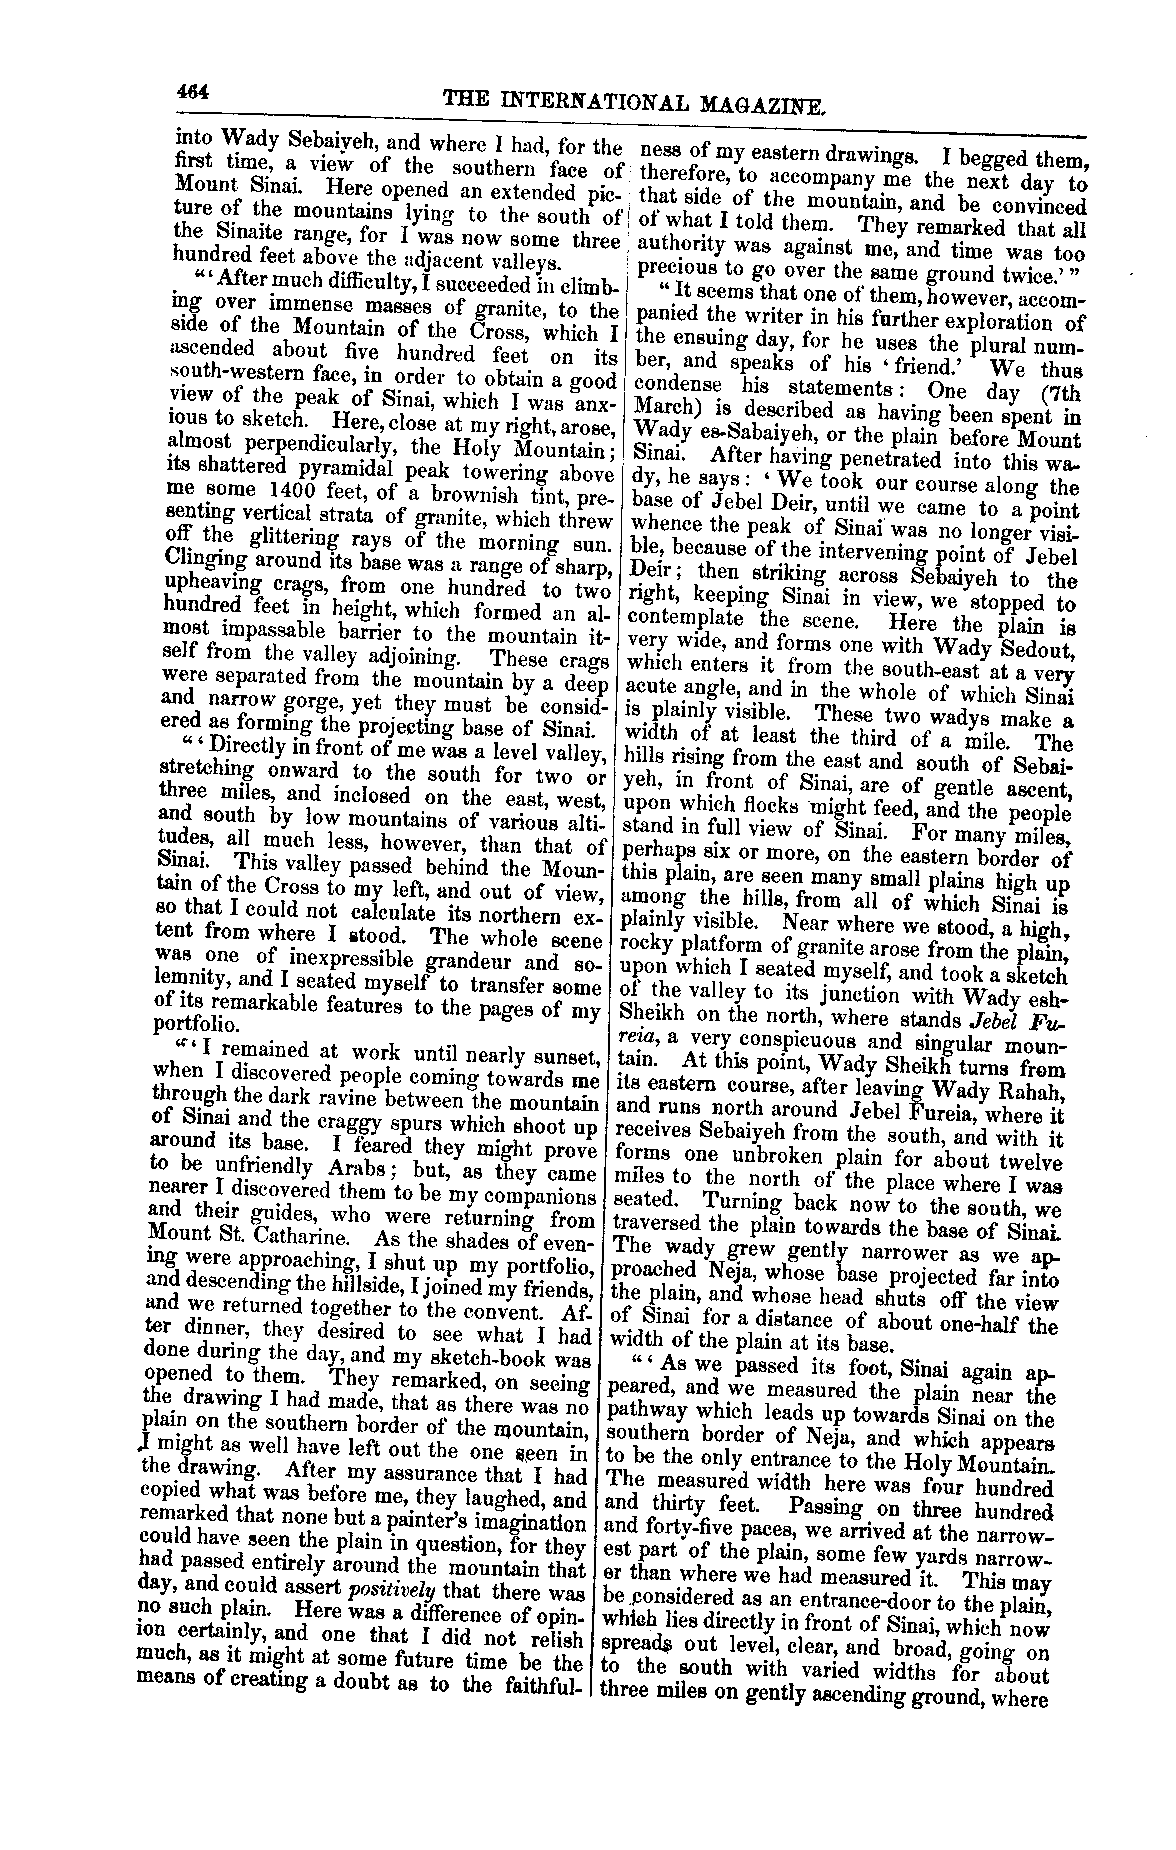 464
THE INTERNATIONAL MAGAZINE.
into Wady Sebaiyeh, and where I had, for the
first time, a view of the southern face of
Mount Sinai. Here opened an extended pic-
ture of the mountains lying to the south of
the Sinaite range, for I was now some three
hundred feet above the adjacent valleys.
"'After much difficulty, I succeeded in climb-
ing over immense masses of granite, to the
side of the Mountain of the Cross, which I
ascended about five hundred feet on its
south-western face, in order to obtain a good
view of the peak of Sinai, which I was anx-
ious to sketch. Here, close at my right, arose,
almost perpendicularly, the Holy Mountain;
its shattered pyramidal peak towering above
me some 1400 feet, of a brownish tint, pre-
senting vertical strata of granite, which threw
off the glittering rays of the morning sun.
Clinging around its base was a range of sharp,
upheaving crags, from one hundred to two
hundred feet in height, which formed an al-
most impassable barrier to the mountain it-
self from the valley adjoining. These crags
were separated from the mountain by a deep
and narrow gorge, yet they must be consid-
ered as forming the projecting base of Sinai.
"'Directly in front of me was a level valley,
stretching onward to the south for two or
three miles, and inclosed on the east, west,
and south by low mountains of various alti-
tudes, all much less, however, than that of
Sinai. This valley passed behind the Moun-
tain of the Cross to my left, and out of view,
so that I could not calculate its northern ex-
tent from where I stood. The whole scene
was one of inexpressible grandeur and so-
lemnity, and I seated myself to transfer some
of its remarkable features to the pages of my
portfolio.
"'I remained at work until nearly sunset,
when I discovered people coming towards me
through the dark ravine between the mountain
of Sinai and the craggy spurs which shoot up
around its base. I feared they might prove
to be unfriendly Arabs; but, as they came
nearer I discovered them to be my companions
and their guides, who were returning from
Mount St. Catharine. As the shades of even-
ing were approaching, I shut up my portfolio,
and descending the hillside, I joined my friends,
and we returned together to the convent. Af-
ter dinner, they desired to see what I had
done during the day, and my sketch-book was
opened to them. They remarked, on seeing
the drawing I had made, that as there was no
plain on the southern border of the mountain,
I might as well have left out the one seen in
the drawing. After my assurance that I had
copied what was before me, they laughed, and
remarked that none but a painter's imagination
could have seen the plain in question, for they
had passed entirely around the mountain that
day, and could assert positively that there was
no such plain. Here was a difference of opin-
ion certainly, and one that I did not relish
much, as it might at some future time be the
means of creating a doubt as to the faithful-
ness of my eastern drawings. I begged them,
therefore, to accompany me the next day to
that side of the mountain, and be convinced
of what I told them. They remarked that all
authority was against me, and time was too
precious to go over the same ground twice.'"
"It seems that one of them, however, accom-
panied the writer in his further exploration of
the ensuing day, for he uses the plural num-
ber, and speaks of his 'friend.' We thus
condense his statements: One day (7th
March) is described as having been spent in
Wady es-Sabaiyeh, or the plain before Mount
Sinai. After having penetrated into this wa-
dy, he says: 'We took our course along the
base of Jebel Deir, until we came to a point
whence the peak of Sinai was no longer visi-
ble, because of the intervening point of Jebel
Deir; then striking across Sebaiyeh to the
right, keeping Sinai in view, we stopped to
contemplate the scene. Here the plain is
very wide, and forms one with Wady Sedout,
which enters it from the south-east at a very
acute angle, and in the whole of which Sinai
is plainly visible. These two wadys make a
width of at least the third of a mile. The
hills rising from the east and south of Sebai-
yeh, in front of Sinai, are of gentle ascent,
upon which flocks might feed, and the people
stand in full view of Sinai. For many miles,
perhaps six or more, on the eastern border of
this plain, are seen many small plains high up
among the hills, from all of which Sinai is
plainly visible. Near where we stood, a high,
rocky platform of granite arose from the plain,
upon which I seated myself, and took a sketch
of the valley to its junction with Wady esh-
Sheikh on the north, where stands Jebel Fu-
reia, a very conspicuous and singular moun-
tain. At this point, Wady Sheikh turns from
its eastern course, after leaving Wady Rahah,
and runs north around Jebel Fureia, where it
receives Sebaiyeh from the south, and with it
forms one unbroken plain for about twelve
miles to the north of the place where I was
seated. Turning back now to the south, we
traversed the plain towards the base of Sinai.
The wady grew gently narrower as we ap-
proached Neja, whose base projected far into
the plain, and whose head shuts off the view
of Sinai for a distance of about one-half the
width of the plain at its base.
"'As we passed its foot, Sinai again ap-
peared, and we measured the plain near the
pathway which leads up towards Sinai on the
southern border of Neja, and which appears
to be the only entrance to the Holy Mountain.
The measured width here was four hundred
and thirty feet. Passing on three hundred
and forty-five paces, we arrived at the narrow-
est part of the plain, some few yards narrow-
er than where we had measured it. This may
be considered as an entrance-door to the plain,
which lies directly in front of Sinai, which now
spreads out level, clear, and broad, going on
to the south with varied widths for about
three miles on gently ascending ground, where